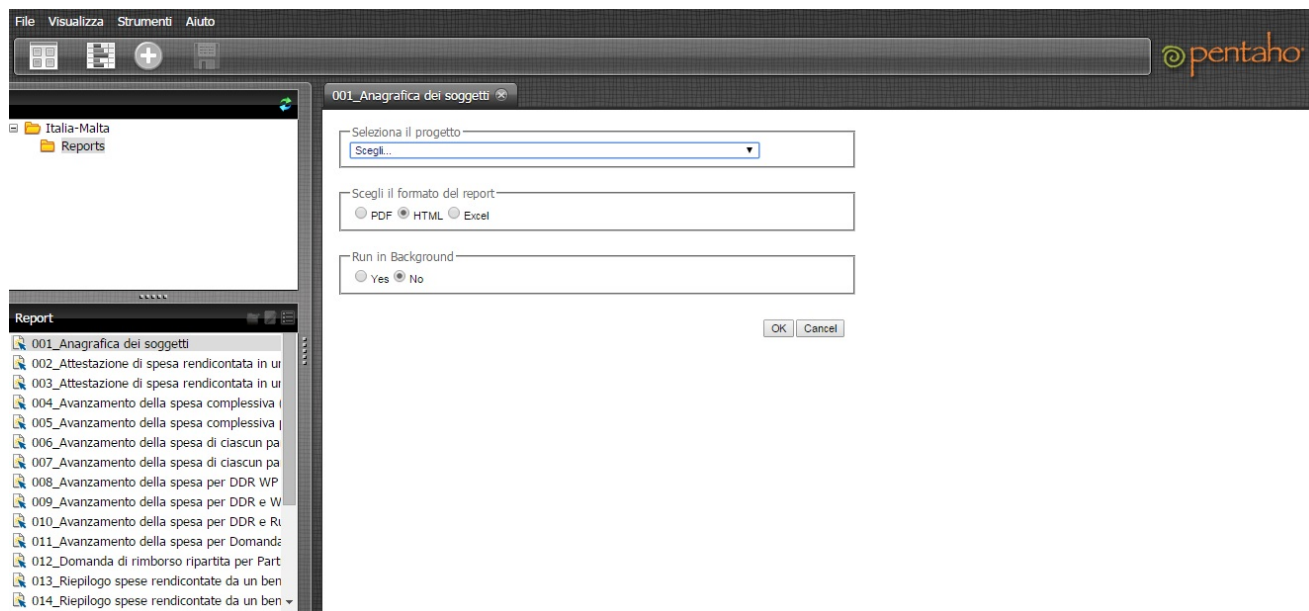 File Visualizza Strumenti Aiuto
pentaho
Italia-Malta
Reports
Report
001_Anagrafica dei soggetti
002_Attestazione di spesa rendicontata in un
003_Attestazione di spesa rendicontata in un
004_Avanzamento della spesa complessiva (
005_Avanzamento della spesa complessiva p
006_Avanzamento della spesa di ciascun pa
007_Avanzamento della spesa di ciascun pa
008_Avanzamento della spesa per DDR WP
009_Avanzamento della spesa per DDR e W
010_Avanzamento della spesa per DDR e Ru
011_Avanzamento della spesa per Domanda
012_Domanda di rimborso ripartita per Part
013_Riepilogo spese rendicontate da un ben
014_Riepilogo spese rendicontate da un ben
001_Anagrafica dei soggetti
Seleziona il progetto
Scegli...
Scegli il formato del report
PDF HTML Excel
Run in Background
Yes No
OK Cancel